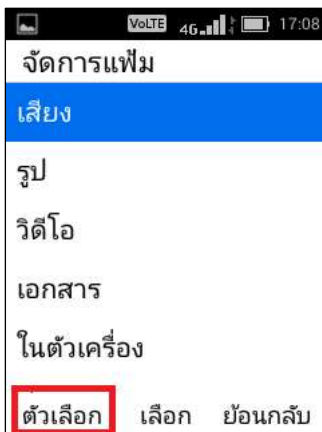 VoLTE 4G 17:08
จัดการแฟ้ม
เสียง
รูป
วิดีโอ
เอกสาร
ในตัวเครื่อง
ตัวเลือก เลือก ย้อนกลับ